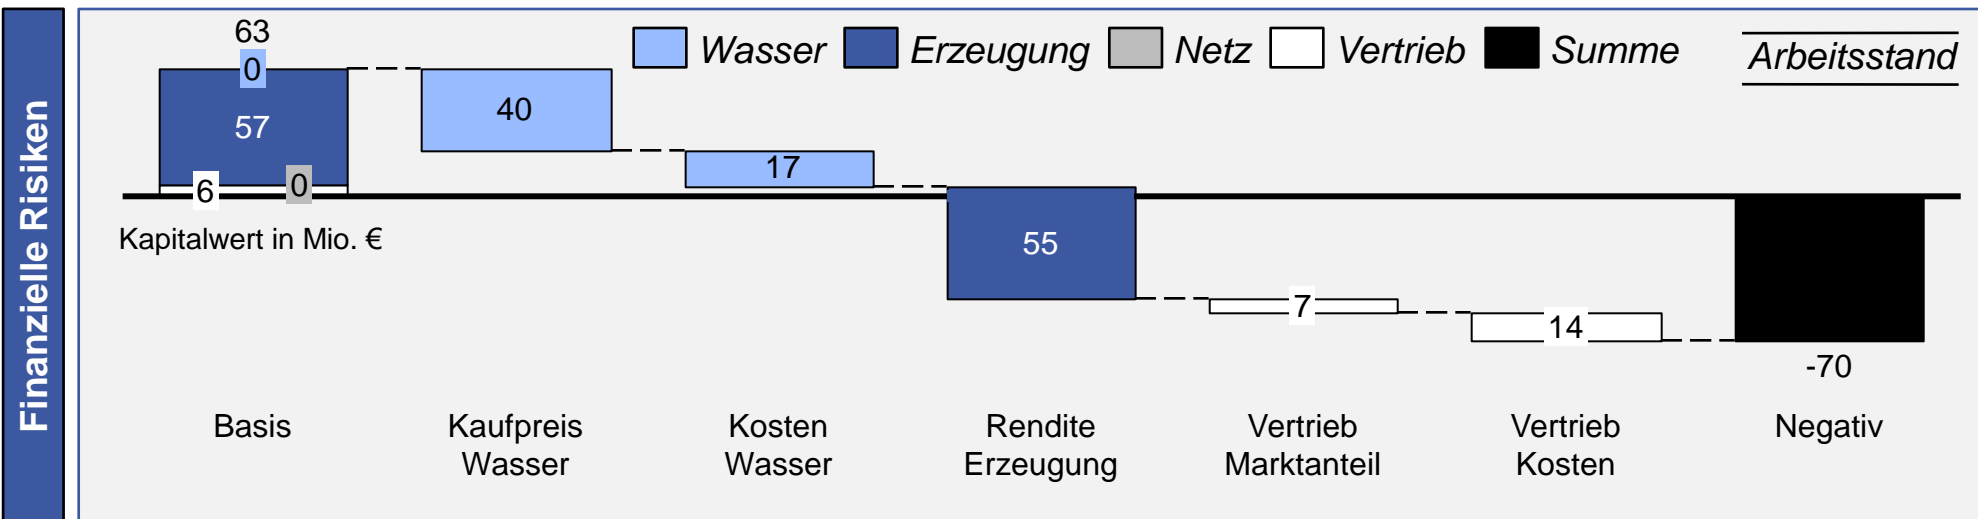 Finanzielle Risiken
Wasser Erzeugung Netz Vertrieb Summe
Arbeitsstand
63
0
57
6 0
40
17
55
7
14
-70
Kapitalwert in Mio. €
Basis
Kaufpreis
Wasser
Kosten
Wasser
Rendite
Erzeugung
Vertrieb
Marktanteil
Vertrieb
Kosten
Negativ